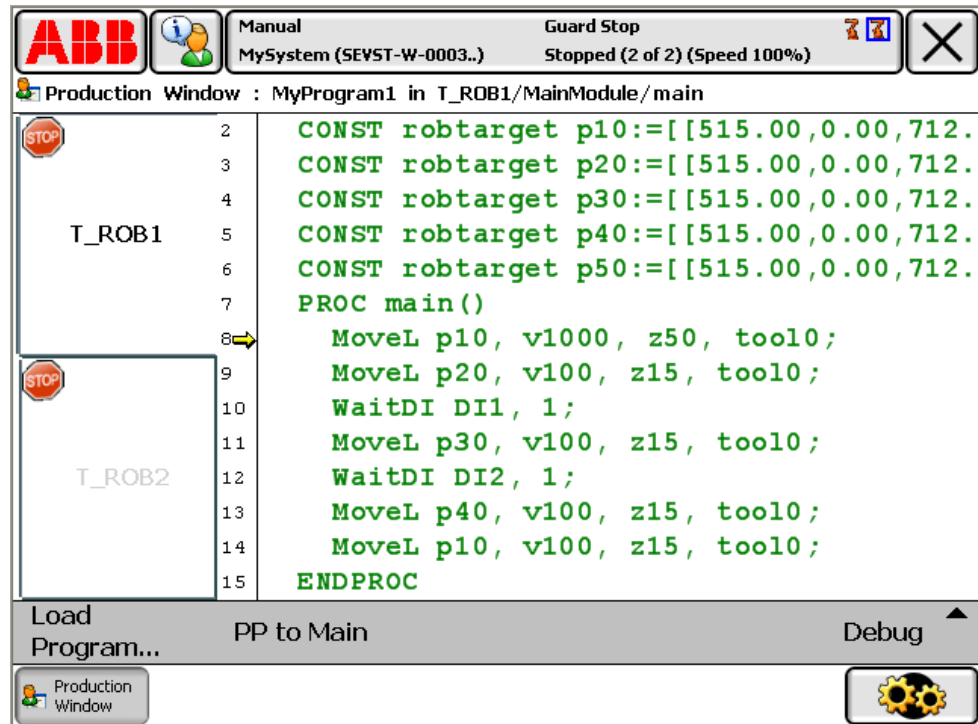 ABB
Manual
Guard Stop
MySystem (SEVST-W-0003..)
Stopped (2 of 2) (Speed 100%)
Production Window : MyProgram1 in T_ROB1/MainModule/main
STOP
T_ROB1
STOP
T_ROB2
2 CONST robtarget p10:=[[515.00,0.00,712.
3 CONST robtarget p20:=[[515.00,0.00,712.
4 CONST robtarget p30:=[[515.00,0.00,712.
5 CONST robtarget p40:=[[515.00,0.00,712.
6 CONST robtarget p50:=[[515.00,0.00,712.
7 PROC main()
8 MoveL p10, v1000, z50, tool0;
9 MoveL p20, v100, z15, tool0;
10 WaitDI DI1, 1;
11 MoveL p30, v100, z15, tool0;
12 WaitDI DI2, 1;
13 MoveL p40, v100, z15, tool0;
14 MoveL p10, v100, z15, tool0;
15 ENDPROC
Load
Program...
PP to Main
Debug
Production
Window